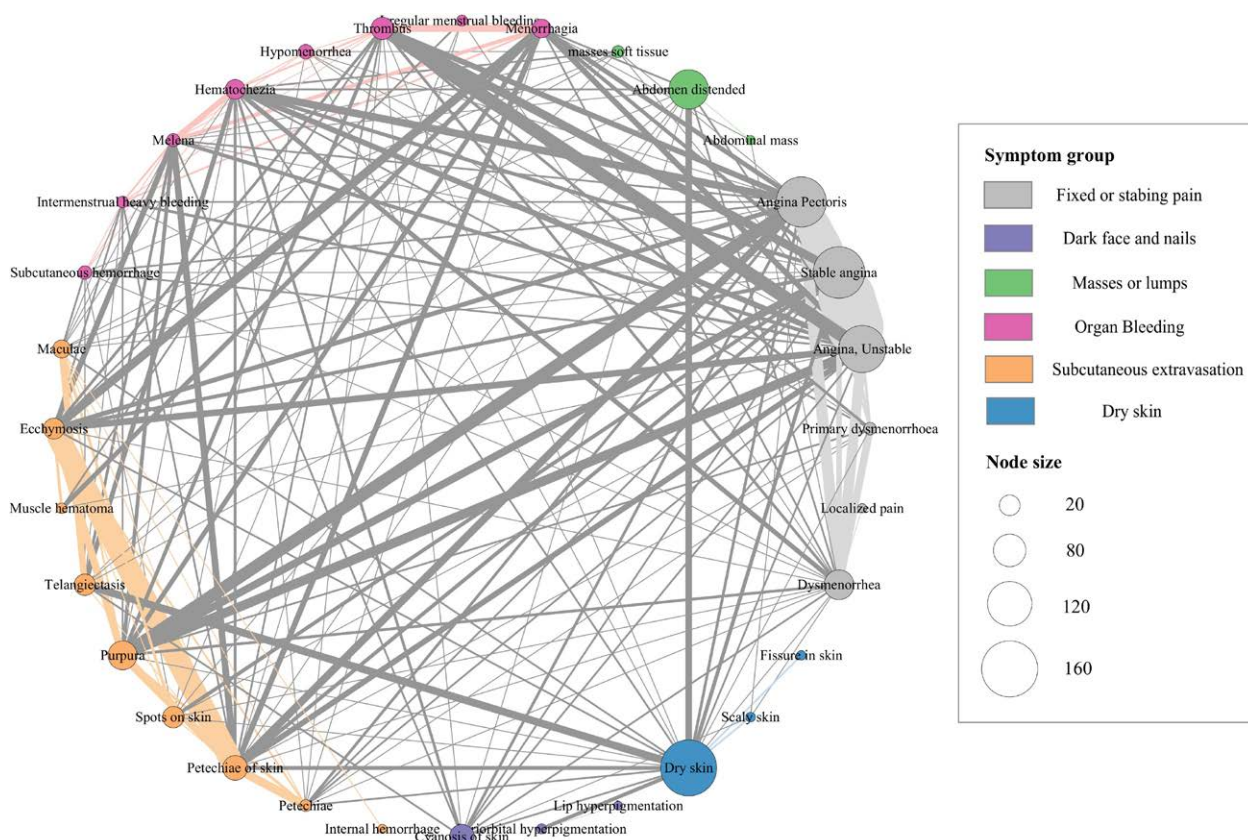 Irregular menstrual bleeding
Thrombus
Menorrhagia
Hypomenorrhea
masses soft tissue
Hematochezia
Abdomen distended
Melena
Abdominal mass
Intermenstrual heavy bleeding
Angina Pectoris
Subcutaneous hemorrhage
Stable angina
Maculae
Angina, Unstable
Ecchymosis
Primary dysmenorrhoea
Muscle hematoma
Localized pain
Telangiectasis
Dysmenorrhea
Purpura
Fissure in skin
Spots on skin
Scaly skin
Petechiae of skin
Dry skin
Petechiae
Lip hyperpigmentation
Internal hemorrhage
Cyanosis of skin
riorbital hyperpigmentation
Symptom group
Fixed or stabing pain
Dark face and nails
Masses or lumps
Organ Bleeding
Subcutaneous extravasation
Dry skin
Node size
20
80
120
160